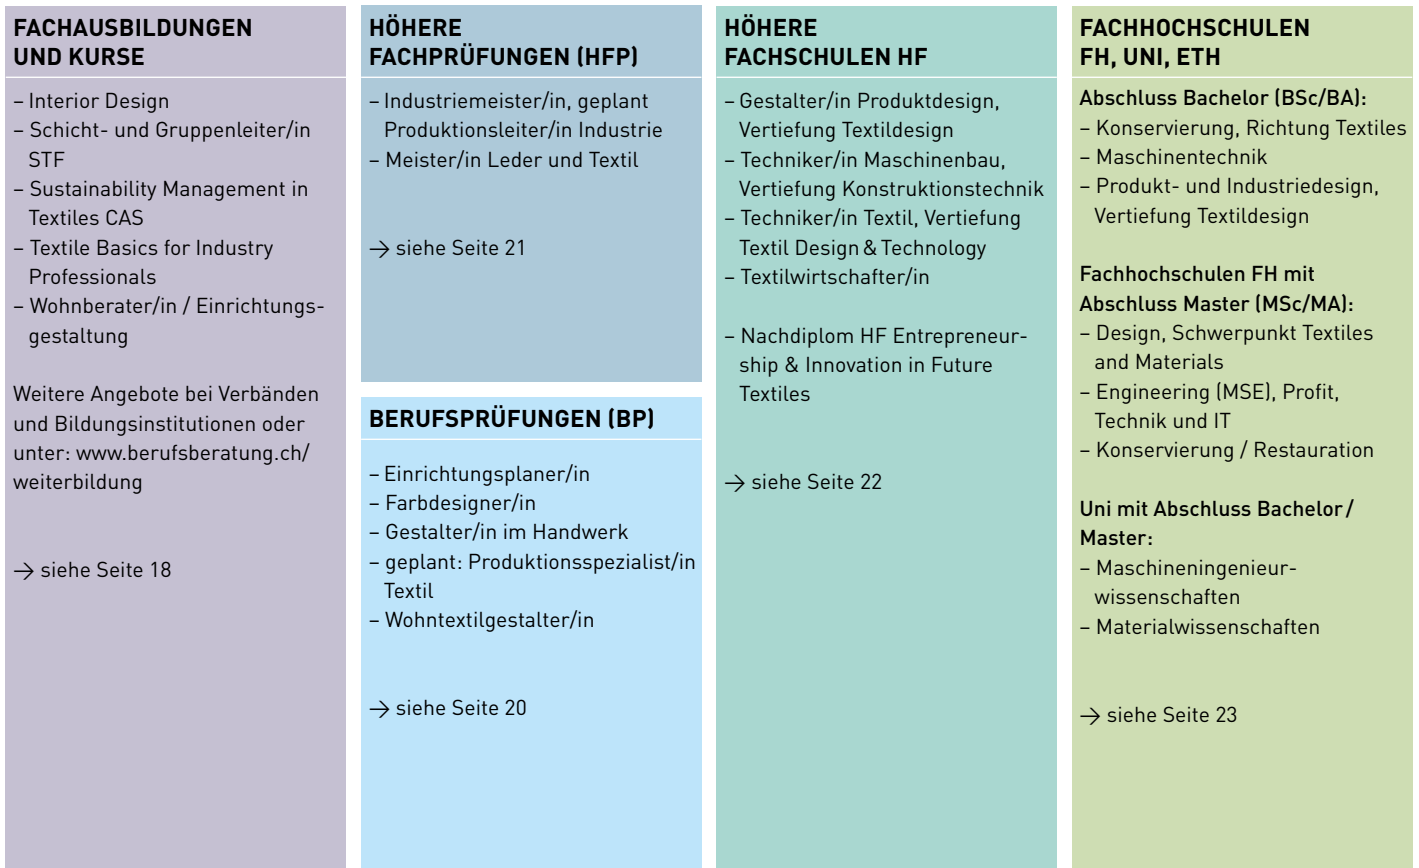 FACHAUSBILDUNGEN
UND KURSE
– Interior Design
– Schicht- und Gruppenleiter/in
STF
– Sustainability Management in
Textiles CAS
– Textile Basics for Industry
Professionals
– Wohnberater/in / Einrichtungs-
gestaltung
Weitere Angebote bei Verbänden
und Bildungsinstitutionen oder
unter: www.berufsberatung.ch/
weiterbildung
→ siehe Seite 18
HÖHERE
FACHPRÜFUNGEN (HFP)
– Industriemeister/in, geplant
Produktionsleiter/in Industrie
– Meister/in Leder und Textil
→ siehe Seite 21
BERUFSPRÜFUNGEN (BP)
– Einrichtungsplaner/in
– Farbdesigner/in
– Gestalter/in im Handwerk
– geplant: Produktionsspezialist/in
Textil
– Wohntextilgestalter/in
→ siehe Seite 20
HÖHERE
FACHSCHULEN HF
– Gestalter/in Produktdesign,
Vertiefung Textildesign
– Techniker/in Maschinenbau,
Vertiefung Konstruktionstechnik
– Techniker/in Textil, Vertiefung
Textil Design & Technology
– Textilwirtschafter/in
– Nachdiplom HF Entrepreneur-
ship & Innovation in Future
Textiles
→ siehe Seite 22
FACHHOCHSCHULEN
FH, UNI, ETH
Abschluss Bachelor (BSc/BA):
– Konservierung, Richtung Textiles
– Maschinentechnik
– Produkt- und Industriedesign,
Vertiefung Textildesign
Fachhochschulen FH mit
Abschluss Master (MSc/MA):
– Design, Schwerpunkt Textiles
and Materials
– Engineering (MSE), Profit,
Technik und IT
– Konservierung / Restauration
Uni mit Abschluss Bachelor /
Master:
– Maschineningenieur-
wissenschaften
– Materialwissenschaften
→ siehe Seite 23